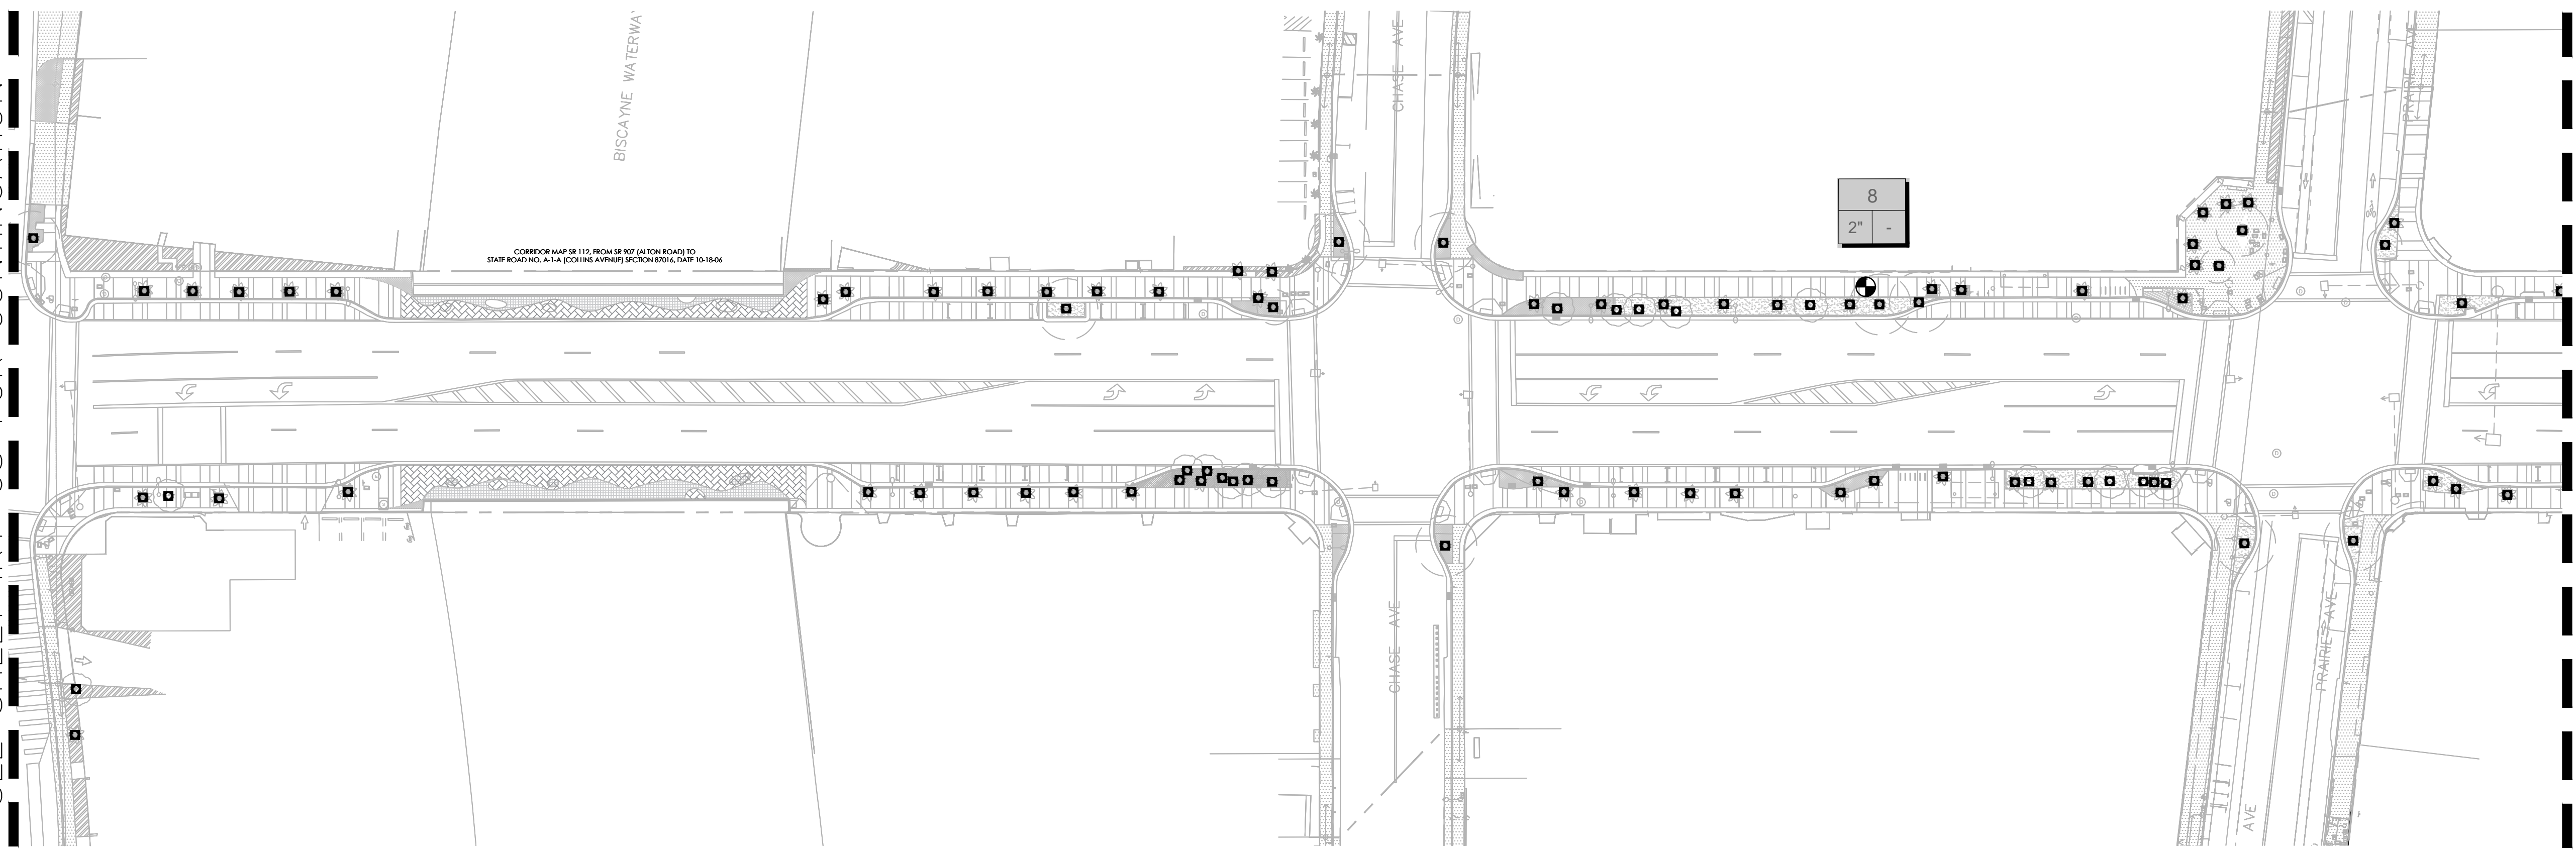 BISCAYNE WATERWA
CHASE AVE
PRAIRIE AVE
CORRIDOR MAP SR 112, FROM SR 907 (ALTON ROAD) TO
STATE ROAD NO. A-1-A (COLLINS AVENUE) SECTION 87016, DATE 10-18-06
8
2" -
CHASE AVE
PRAIRIE AVE
AVE